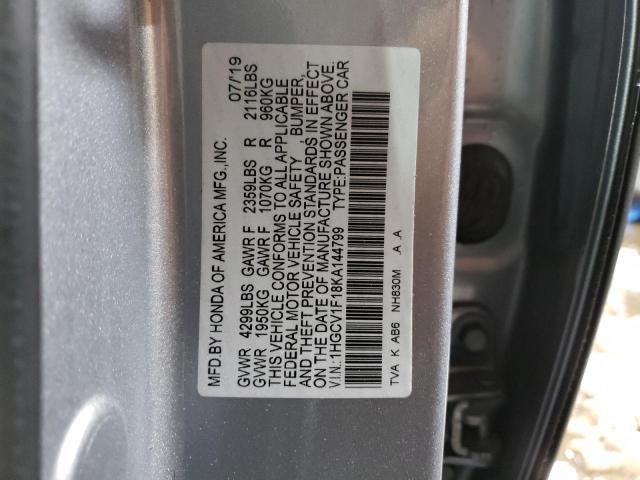 MFD.BY HONDA OF AMERICA MFG.,INC. 07/19
GVWR 4299LBS GAWR F 2359LBS R 2116LBS
GVWR 1950KG GAWR F 1070KG R 960KG
THIS VEHICLE CONFORMS TO ALL APPLICABLE
FEDERAL MOTOR VEHICLE SAFETY , BUMPER,
AND THEFT PREVENTION STANDARDS IN EFFECT
ON THE DATE OF MANUFACTURE SHOWN ABOVE.
V.I.N.:1HGCV1F18KA144799 TYPE:PASSENGER CAR
TVA K AB6 NH830M A .A